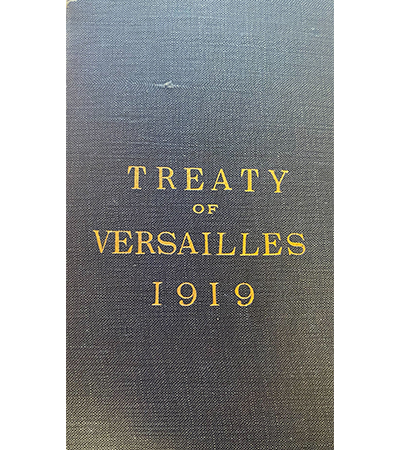 TREATY
OF
VERSAILLES
1919